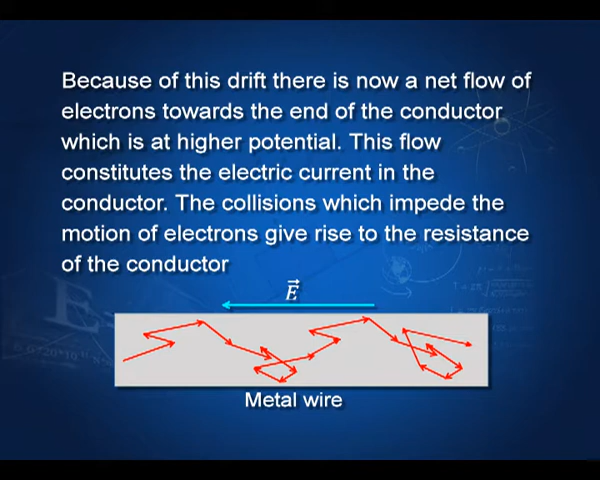 Because of this drift there is now a net flow of
electrons towards the end of the conductor
which is at higher potential. This flow
constitutes the electric current in the
conductor. The collisions which impede the
motion of electrons give rise to the resistance
of the conductor
E⃗
Metal wire